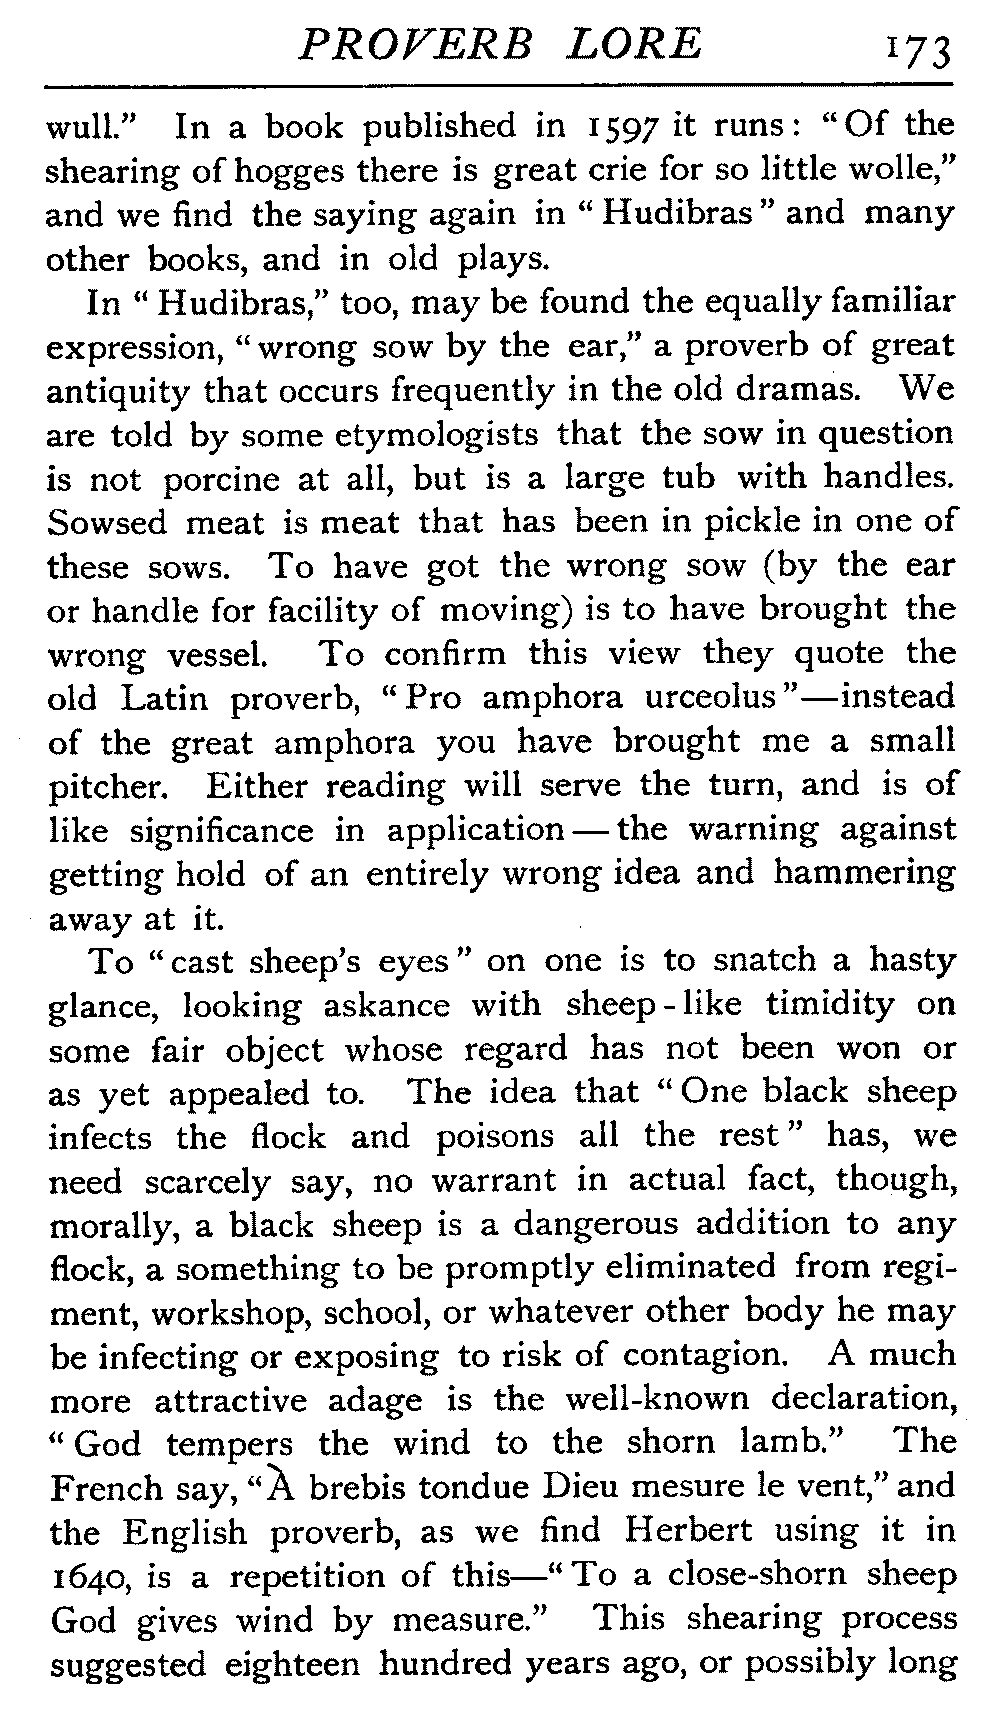 PROVERB LORE 173
wull.” In a book published in 1597 it runs: “Of the
shearing of hogges there is great crie for so little wolle,”
and we find the saying again in “Hudibras” and many
other books, and in old plays.
In “Hudibras,” too, may be found the equally familiar
expression, “wrong sow by the ear,” a proverb of great
antiquity that occurs frequently in the old dramas. We
are told by some etymologists that the sow in question
is not porcine at all, but is a large tub with handles.
Sowsed meat is meat that has been in pickle in one of
these sows. To have got the wrong sow (by the ear
or handle for facility of moving) is to have brought the
wrong vessel. To confirm this view they quote the
old Latin proverb, “Pro amphora urceolus”—instead
of the great amphora you have brought me a small
pitcher. Either reading will serve the turn, and is of
like significance in application—the warning against
getting hold of an entirely wrong idea and hammering
away at it.
To “cast sheep’s eyes” on one is to snatch a hasty
glance, looking askance with sheep-like timidity on
some fair object whose regard has not been won or
as yet appealed to. The idea that “One black sheep
infects the flock and poisons all the rest” has, we
need scarcely say, no warrant in actual fact, though,
morally, a black sheep is a dangerous addition to any
flock, a something to be promptly eliminated from regi-
ment, workshop, school, or whatever other body he may
be infecting or exposing to risk of contagion. A much
more attractive adage is the well-known declaration,
“God tempers the wind to the shorn lamb.” The
French say, “À brebis tondue Dieu mesure le vent,” and
the English proverb, as we find Herbert using it in
1640, is a repetition of this—“To a close-shorn sheep
God gives wind by measure.” This shearing process
suggested eighteen hundred years ago, or possibly long